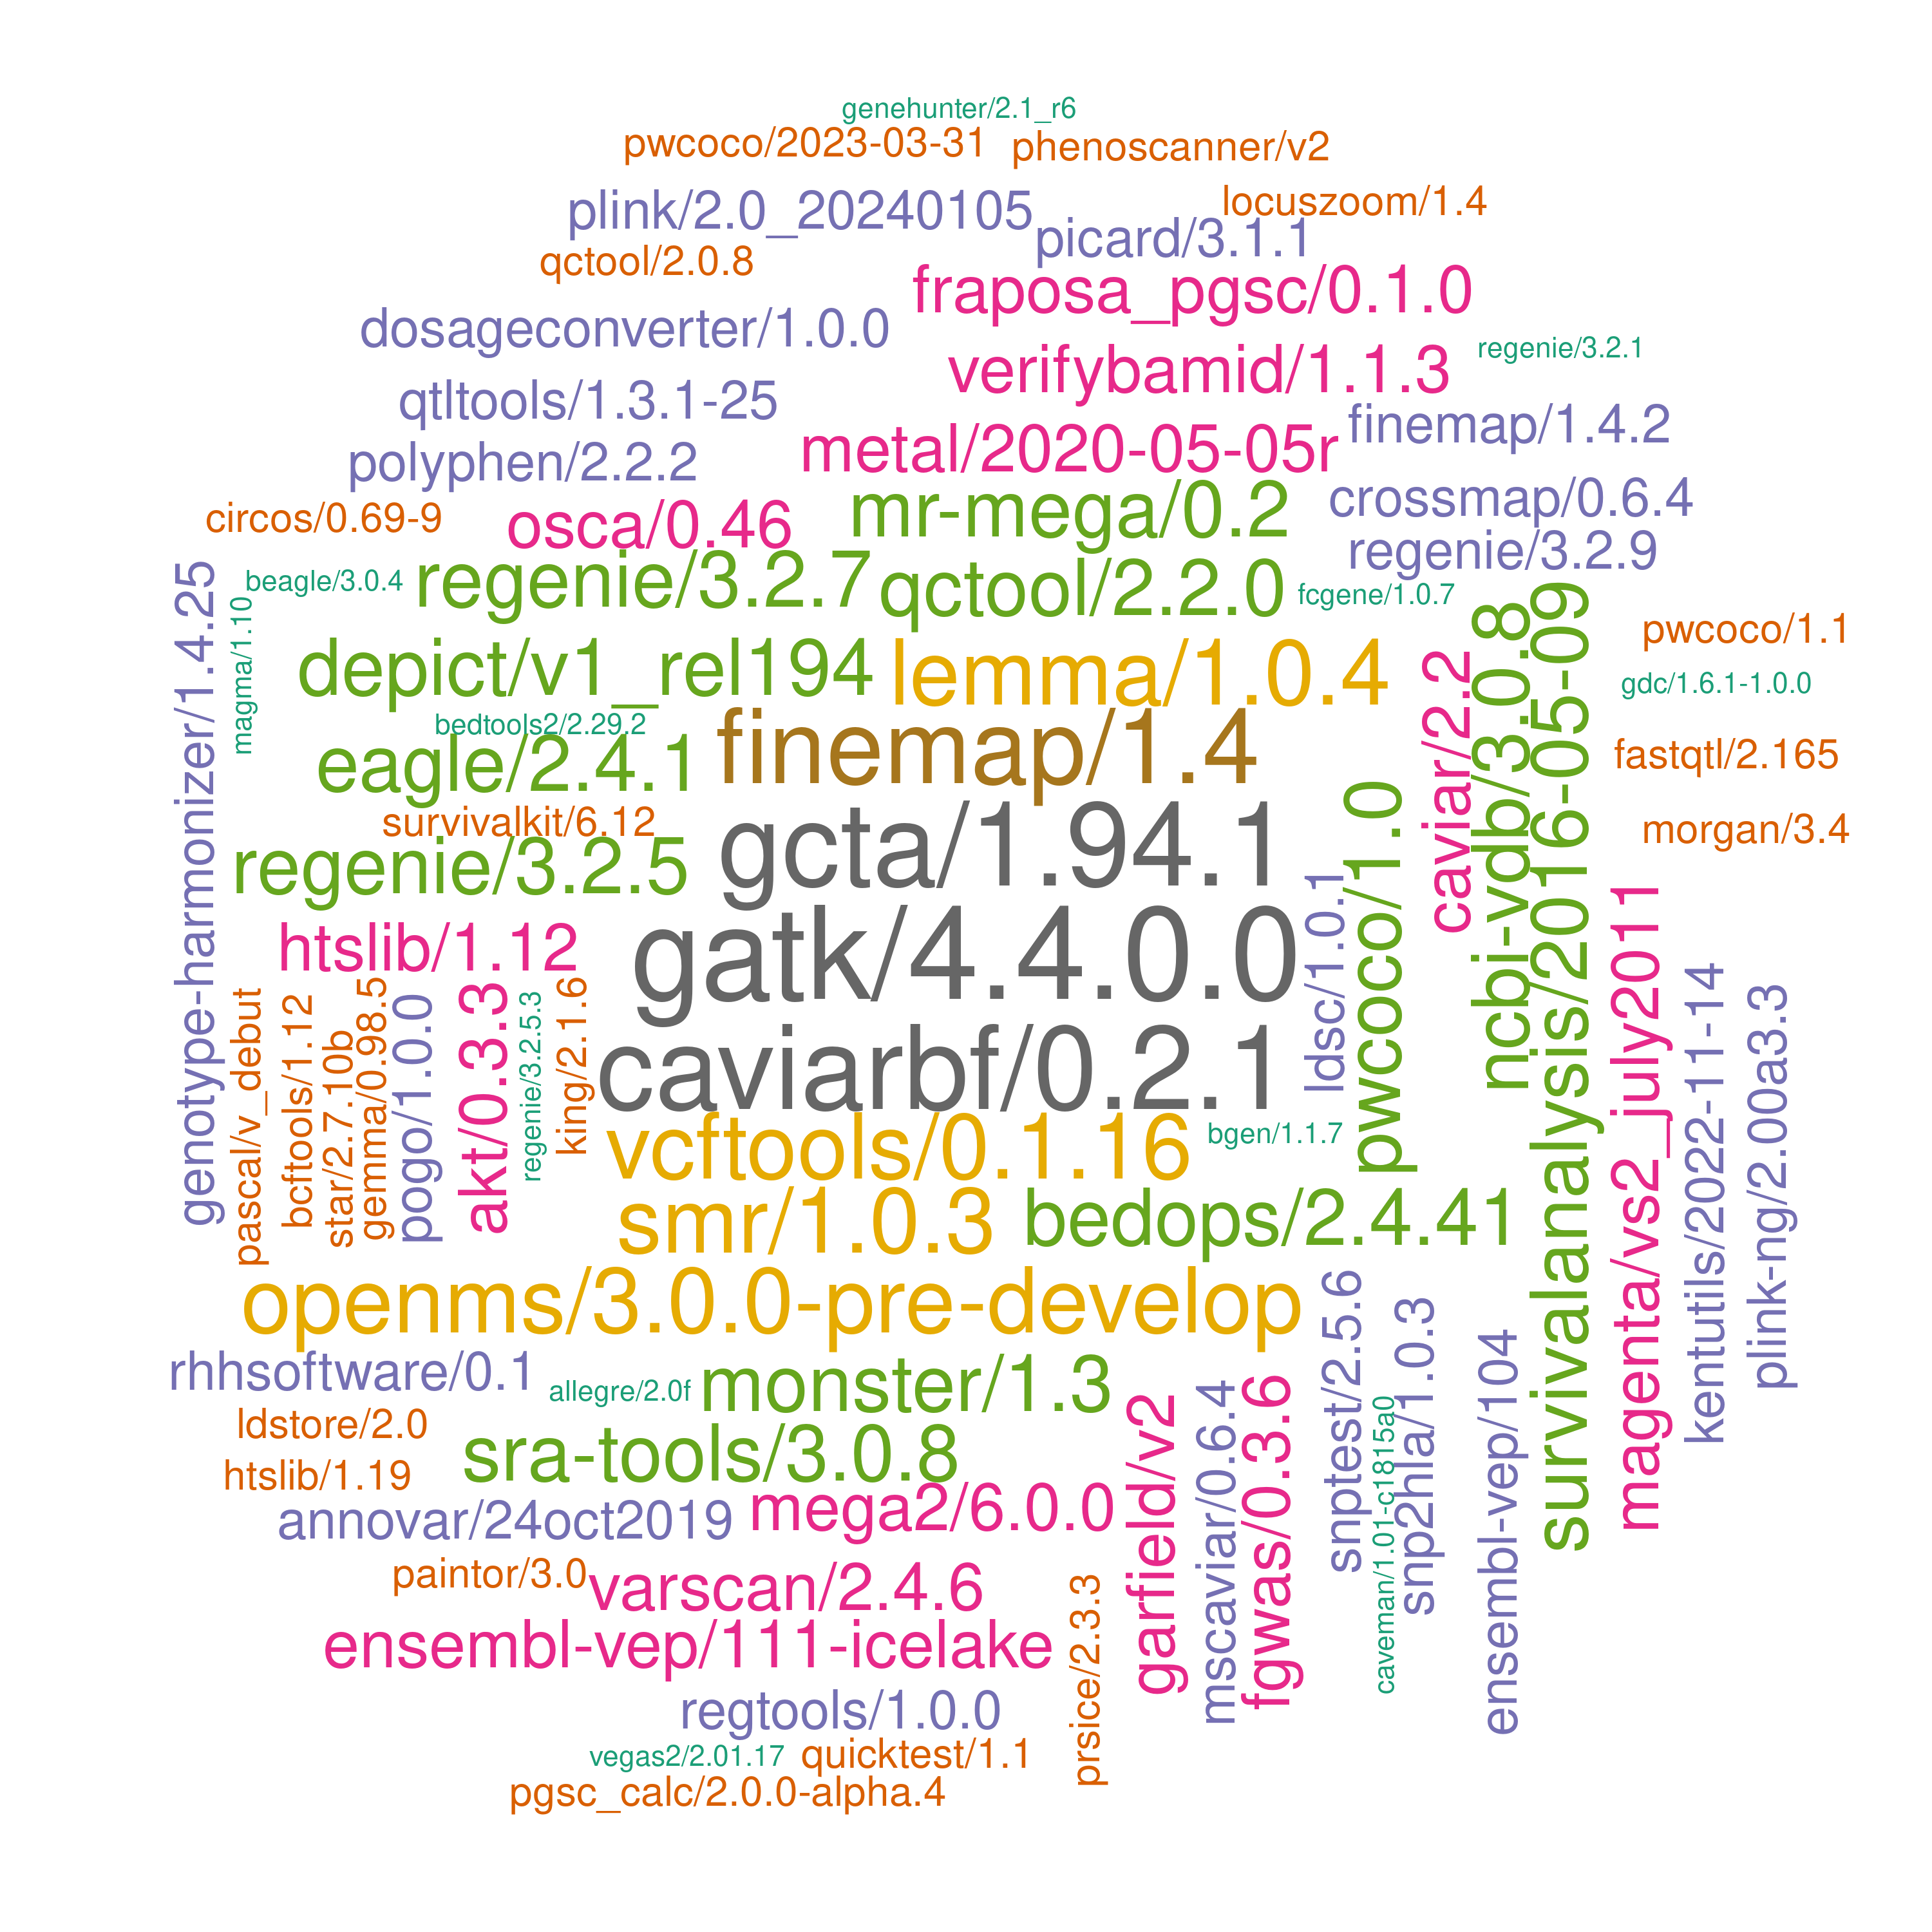 genehunter/2.1_r6
pwcoco/2023-03-31
phenoscanner/v2
plink/2.0_20240105
locuszoom/1.4
picard/3.1.1
qctool/2.0.8
fraposa_pgsc/0.1.0
dosageconverter/1.0.0
regenie/3.2.1
verifybamid/1.1.3
qtltools/1.3.1-25
finemap/1.4.2
metal/2020-05-05r
polyphen/2.2.2
crossmap/0.6.4
mr-mega/0.2
circos/0.69-9
osca/0.46
regenie/3.2.9
beagle/3.0.4
regenie/3.2.7
qctool/2.2.0
fcgene/1.0.7
genotype-harmonizer/1.4.25
magma/1.10
pwcoco/1.1
depict/v1_rel194
lemma/1.0.4
gdc/1.6.1-1.0.0
bedtools2/2.29.2
caviar/2.2
ncbi-vdb/3.0.8
survivalanalysis/2016-05-09
eagle/2.4.1
finemap/1.4
fastqtl/2.165
survivalkit/6.12
gcta/1.94.1
morgan/3.4
regenie/3.2.5
pwcoco/1.0
ldsc/1.0.1
htslib/1.12
gatk/4.4.0.0
magenta/vs2_july2011
kentutils/2022-11-14
plink-ng/2.00a3.3
pascal/v_debut
bcftools/1.12
star/2.7.10b
gemma/0.98.5
pogo/1.0.0
akt/0.3.3
regenie/3.2.5.3
king/2.1.6
caviarbf/0.2.1
vcftools/0.1.16
bgen/1.1.7
smr/1.0.3
bedops/2.4.41
openms/3.0.0-pre-develop
rhhsoftware/0.1
allegre/2.0f
monster/1.3
snptest/2.5.6
caveman/1.01-c1815a0
snp2hla/1.0.3
ensembl-vep/104
ldstore/2.0
sra-tools/3.0.8
garfield/v2
mscaviar/0.6.4
fgwas/0.3.6
htslib/1.19
annovar/24oct2019
mega2/6.0.0
paintor/3.0
varscan/2.4.6
ensembl-vep/111-icelake
prsice/2.3.3
regtools/1.0.0
vegas2/2.01.17
quicktest/1.1
pgsc_calc/2.0.0-alpha.4